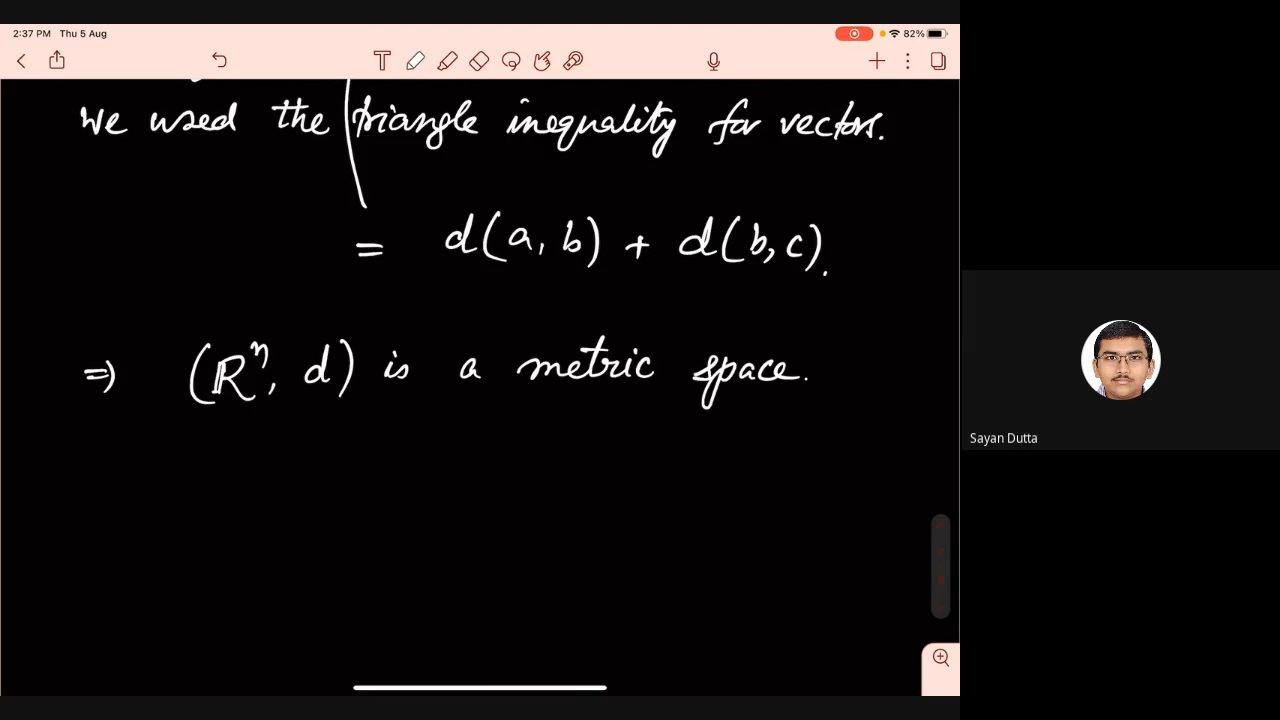 2:37 PM Thu 5 Aug
82%
T
we used the triangle inequality for vectors.
= d(a, b) + d(b, c).
⇒ (ℝⁿ, d) is a metric space.
Sayan Dutta